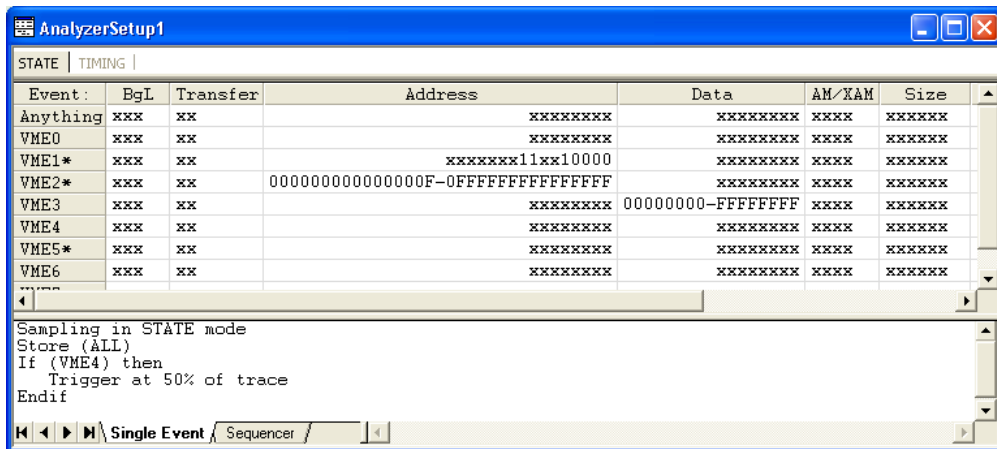 AnalyzerSetup1
STATE TIMING
Event: BgL Transfer Address Data AM/XAM Size
Anything xxx xx xxxxxxxx xxxxxxxx xxxx xxxxxx
VME0 xxx xx xxxxxxxx xxxxxxxx xxxx xxxxxx
VME1* xxx xx xxxxxxx11xx10000 xxxxxxxx xxxx xxxxxx
VME2* xxx xx 000000000000000F-0FFFFFFFFFFFFFFF xxxxxxxx xxxx xxxxxx
VME3 xxx xx xxxxxxxx 00000000-FFFFFFFF xxxx xxxxxx
VME4 xxx xx xxxxxxxx xxxxxxxx xxxx xxxxxx
VME5* xxx xx xxxxxxxx xxxxxxxx xxxx xxxxxx
VME6 xxx xx xxxxxxxx xxxxxxxx xxxx xxxxxx
Sampling in STATE mode
Store (ALL)
If (VME4) then
Trigger at 50% of trace
Endif
Single Event Sequencer